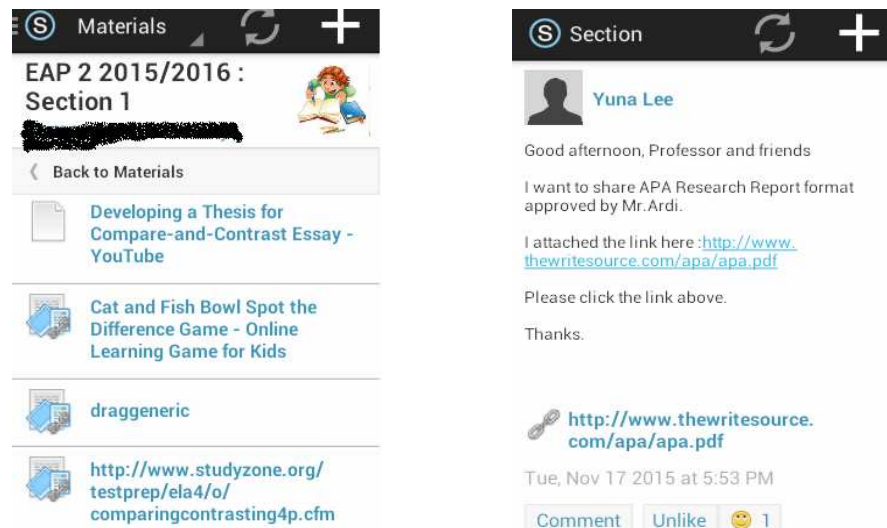 S Materials
EAP 2 2015/2016 :
Section 1
Back to Materials
Developing a Thesis for
Compare-and-Contrast Essay -
YouTube
Cat and Fish Bowl Spot the
Difference Game - Online
Learning Game for Kids
draggeneric
http://www.studyzone.org/
testprep/ela4/o/
comparingcontrasting4p.cfm
S Section
Yuna Lee
Good afternoon, Professor and friends
I want to share APA Research Report format
approved by Mr.Ardi.
I attached the link here :http://www.
thewritesource.com/apa/apa.pdf
Please click the link above.
Thanks.
http://www.thewritesource.
com/apa/apa.pdf
Tue, Nov 17 2015 at 5:53 PM
Comment Unlike 1